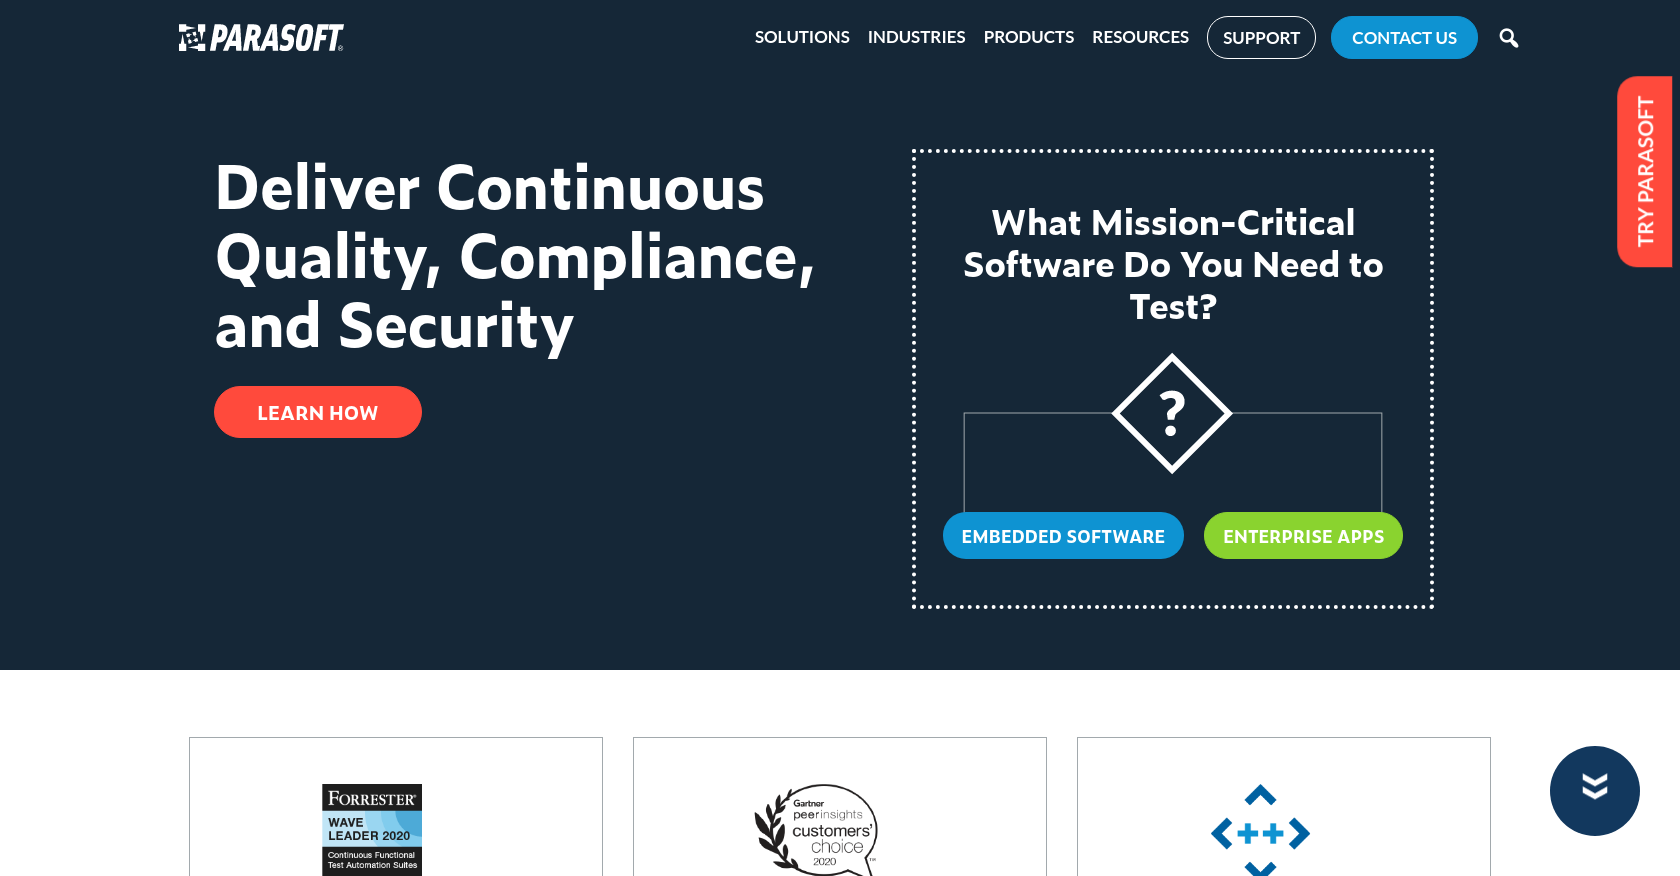 PARASOFT
SOLUTIONS INDUSTRIES PRODUCTS RESOURCES SUPPORT CONTACT US
TRY PARASOFT
Deliver Continuous
Quality, Compliance,
and Security
LEARN HOW
What Mission-Critical
Software Do You Need to
Test?
?
EMBEDDED SOFTWARE
ENTERPRISE APPS
FORRESTER®
WAVE
LEADER 2020
Continuous Functional
Test Automation Suites
Gartner
peerinsights
customers'
choice
2020
™
++